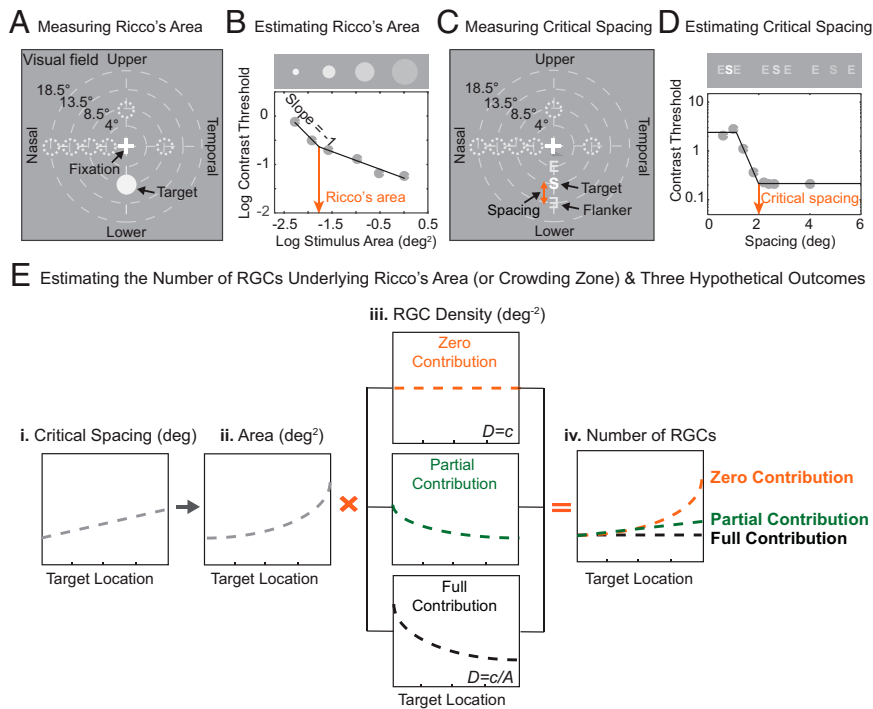 A Measuring Ricco's Area
Visual field
Upper
18.5°
13.5°
8.5°
4°
Nasal
Temporal
Fixation
Target
Lower
B Estimating Ricco's Area
Log Contrast Threshold
0
-1.0
−2
Slope = -1
Ricco's area
-2.5 -1.5 -0.5 0.5
Log Stimulus Area (deg²)
C Measuring Critical Spacing
Upper
18.5°
13.5°
8.5°
4°
Nasal
Temporal
E
S
E
Spacing
Target
Flanker
Lower
D Estimating Critical Spacing
ESE E S E E S E
Contrast Threshold
10
1
0.1
Critical spacing
0 2 4 6
Spacing (deg)
E Estimating the Number of RGCs Underlying Ricco's Area (or Crowding Zone) & Three Hypothetical Outcomes
i. Critical Spacing (deg)
Target Location
ii. Area (deg²)
Target Location
×
iii. RGC Density (deg⁻²)
Zero
Contribution
D=c
Partial
Contribution
Full
Contribution
D=c/A
Target Location
=
iv. Number of RGCs
Zero Contribution
Partial Contribution
Full Contribution
Target Location